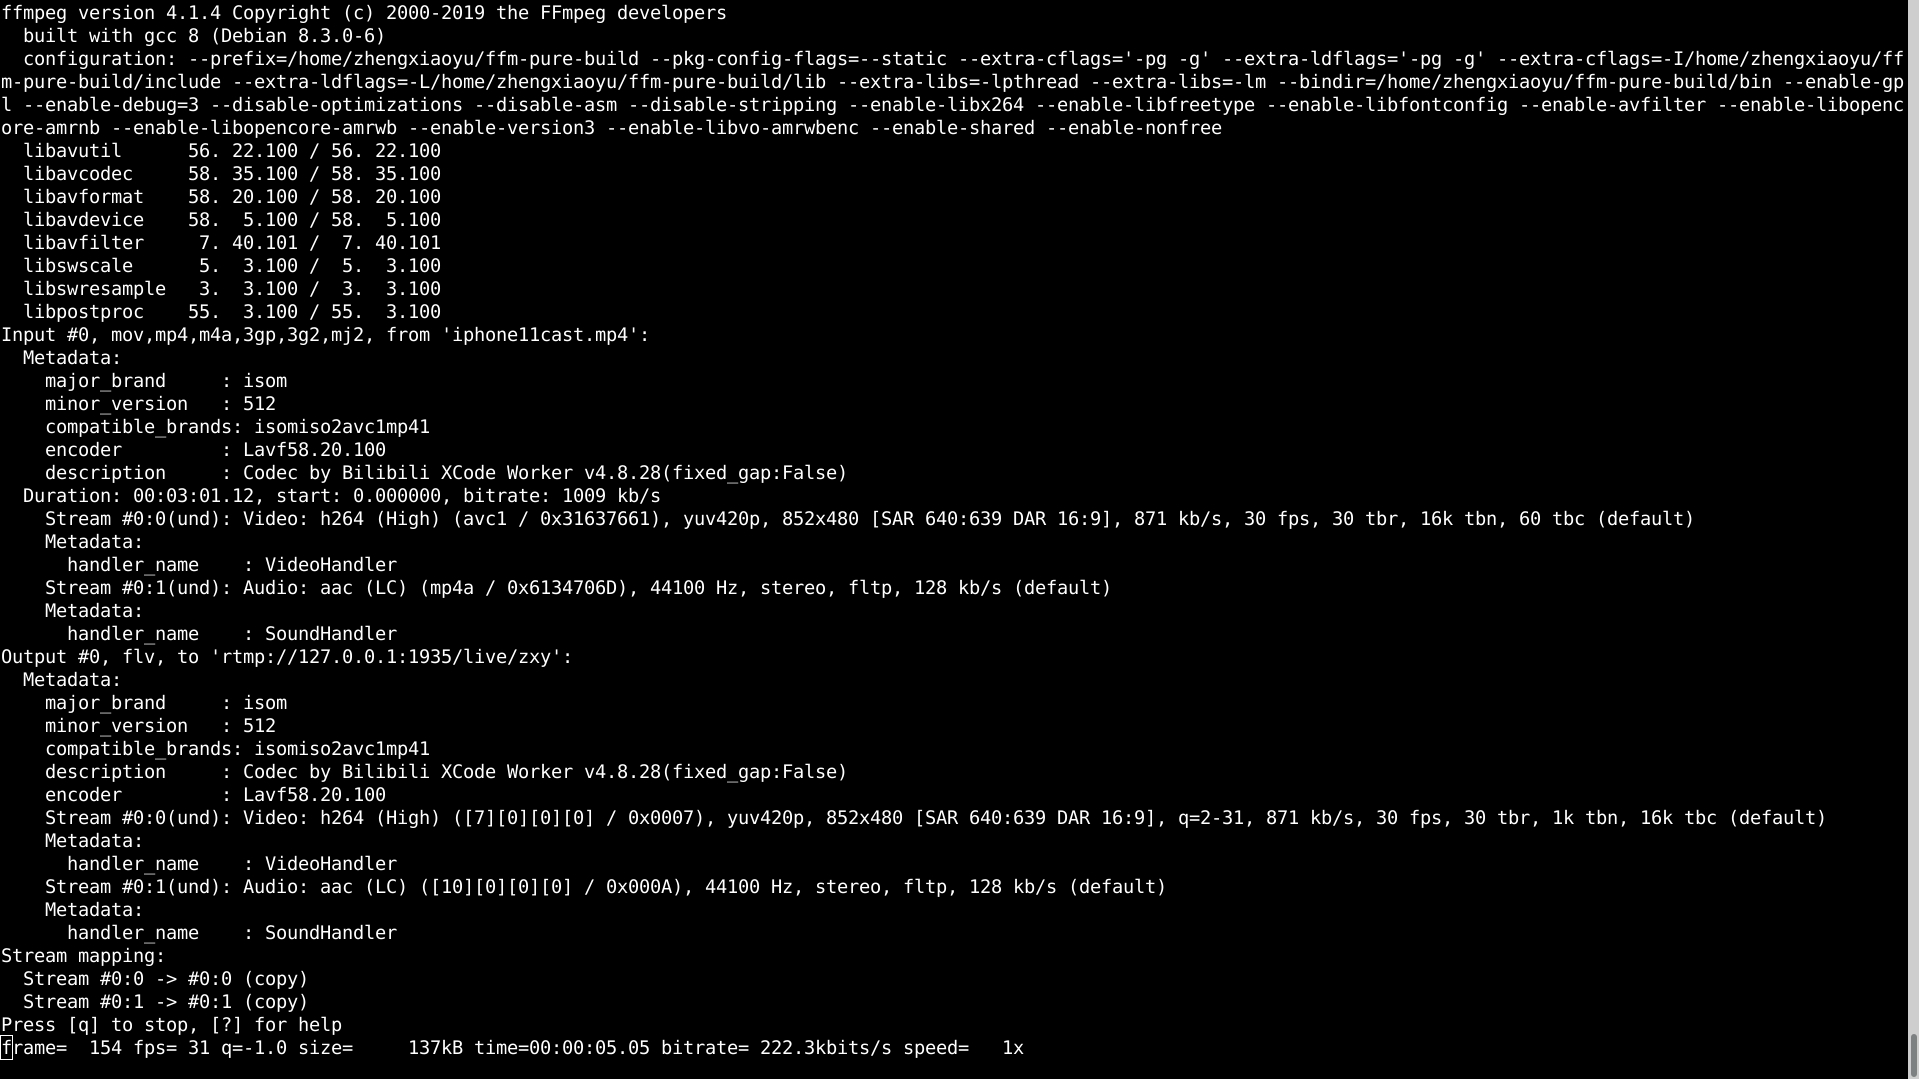 ffmpeg version 4.1.4 Copyright (c) 2000-2019 the FFmpeg developers
  built with gcc 8 (Debian 8.3.0-6)
  configuration: --prefix=/home/zhengxiaoyu/ffm-pure-build --pkg-config-flags=--static --extra-cflags='-pg -g' --extra-ldflags='-pg -g' --extra-cflags=-I/home/zhengxiaoyu/ff
m-pure-build/include --extra-ldflags=-L/home/zhengxiaoyu/ffm-pure-build/lib --extra-libs=-lpthread --extra-libs=-lm --bindir=/home/zhengxiaoyu/ffm-pure-build/bin --enable-gp
l --enable-debug=3 --disable-optimizations --disable-asm --disable-stripping --enable-libx264 --enable-libfreetype --enable-libfontconfig --enable-avfilter --enable-libopenc
ore-amrnb --enable-libopencore-amrwb --enable-version3 --enable-libvo-amrwbenc --enable-shared --enable-nonfree
  libavutil      56. 22.100 / 56. 22.100
  libavcodec     58. 35.100 / 58. 35.100
  libavformat    58. 20.100 / 58. 20.100
  libavdevice    58.  5.100 / 58.  5.100
  libavfilter     7. 40.101 /  7. 40.101
  libswscale      5.  3.100 /  5.  3.100
  libswresample   3.  3.100 /  3.  3.100
  libpostproc    55.  3.100 / 55.  3.100
Input #0, mov,mp4,m4a,3gp,3g2,mj2, from 'iphone11cast.mp4':
  Metadata:
    major_brand     : isom
    minor_version   : 512
    compatible_brands: isomiso2avc1mp41
    encoder         : Lavf58.20.100
    description     : Codec by Bilibili XCode Worker v4.8.28(fixed_gap:False)
  Duration: 00:03:01.12, start: 0.000000, bitrate: 1009 kb/s
    Stream #0:0(und): Video: h264 (High) (avc1 / 0x31637661), yuv420p, 852x480 [SAR 640:639 DAR 16:9], 871 kb/s, 30 fps, 30 tbr, 16k tbn, 60 tbc (default)
    Metadata:
      handler_name    : VideoHandler
    Stream #0:1(und): Audio: aac (LC) (mp4a / 0x6134706D), 44100 Hz, stereo, fltp, 128 kb/s (default)
    Metadata:
      handler_name    : SoundHandler
Output #0, flv, to 'rtmp://127.0.0.1:1935/live/zxy':
  Metadata:
    major_brand     : isom
    minor_version   : 512
    compatible_brands: isomiso2avc1mp41
    description     : Codec by Bilibili XCode Worker v4.8.28(fixed_gap:False)
    encoder         : Lavf58.20.100
    Stream #0:0(und): Video: h264 (High) ([7][0][0][0] / 0x0007), yuv420p, 852x480 [SAR 640:639 DAR 16:9], q=2-31, 871 kb/s, 30 fps, 30 tbr, 1k tbn, 16k tbc (default)
    Metadata:
      handler_name    : VideoHandler
    Stream #0:1(und): Audio: aac (LC) ([10][0][0][0] / 0x000A), 44100 Hz, stereo, fltp, 128 kb/s (default)
    Metadata:
      handler_name    : SoundHandler
Stream mapping:
  Stream #0:0 -> #0:0 (copy)
  Stream #0:1 -> #0:1 (copy)
Press [q] to stop, [?] for help
frame=  154 fps= 31 q=-1.0 size=     137kB time=00:00:05.05 bitrate= 222.3kbits/s speed=   1x